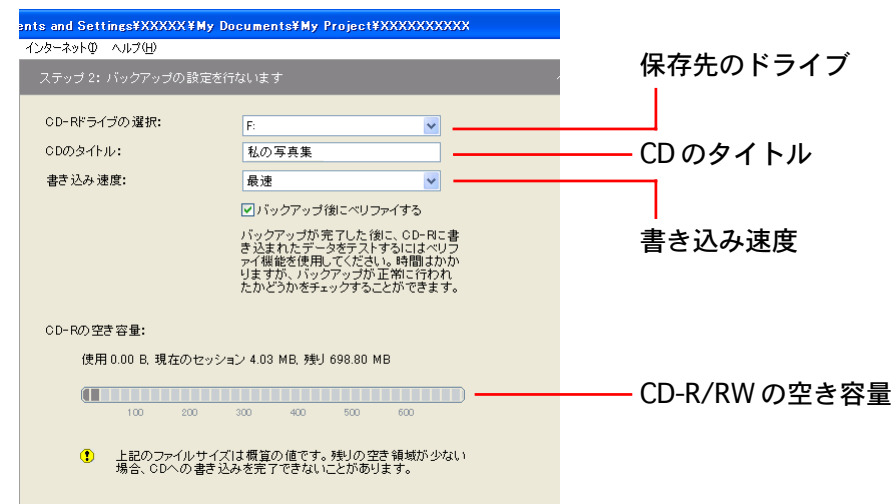 ents and Settings¥XXXXX¥My Documents¥My Project¥XXXXXXXXXX
インターネット(I) ヘルプ(H)
ステップ 2: バックアップの設定を行ないます
保存先のドライブ
CD-Rドライブの選択:
F:
CDのタイトル:
私の写真集
CD のタイトル
書き込み速度:
最速
バックアップ後にベリファイする
書き込み速度
バックアップが完了した後に、CD-Rに書
き込まれたデータをテストするにはベリフ
ァイ機能を使用してください。時間はかか
りますが、バックアップが正常に行われ
たかどうかをチェックすることができます。
CD-Rの空き容量:
使用 0.00 B, 現在のセッション 4.03 MB, 残り 698.80 MB
CD-R/RW の空き容量
100 200 300 400 500 600
上記のファイルサイズは概算の値です。残りの空き領域が少ない
場合、CDへの書き込みを完了できないことがあります。